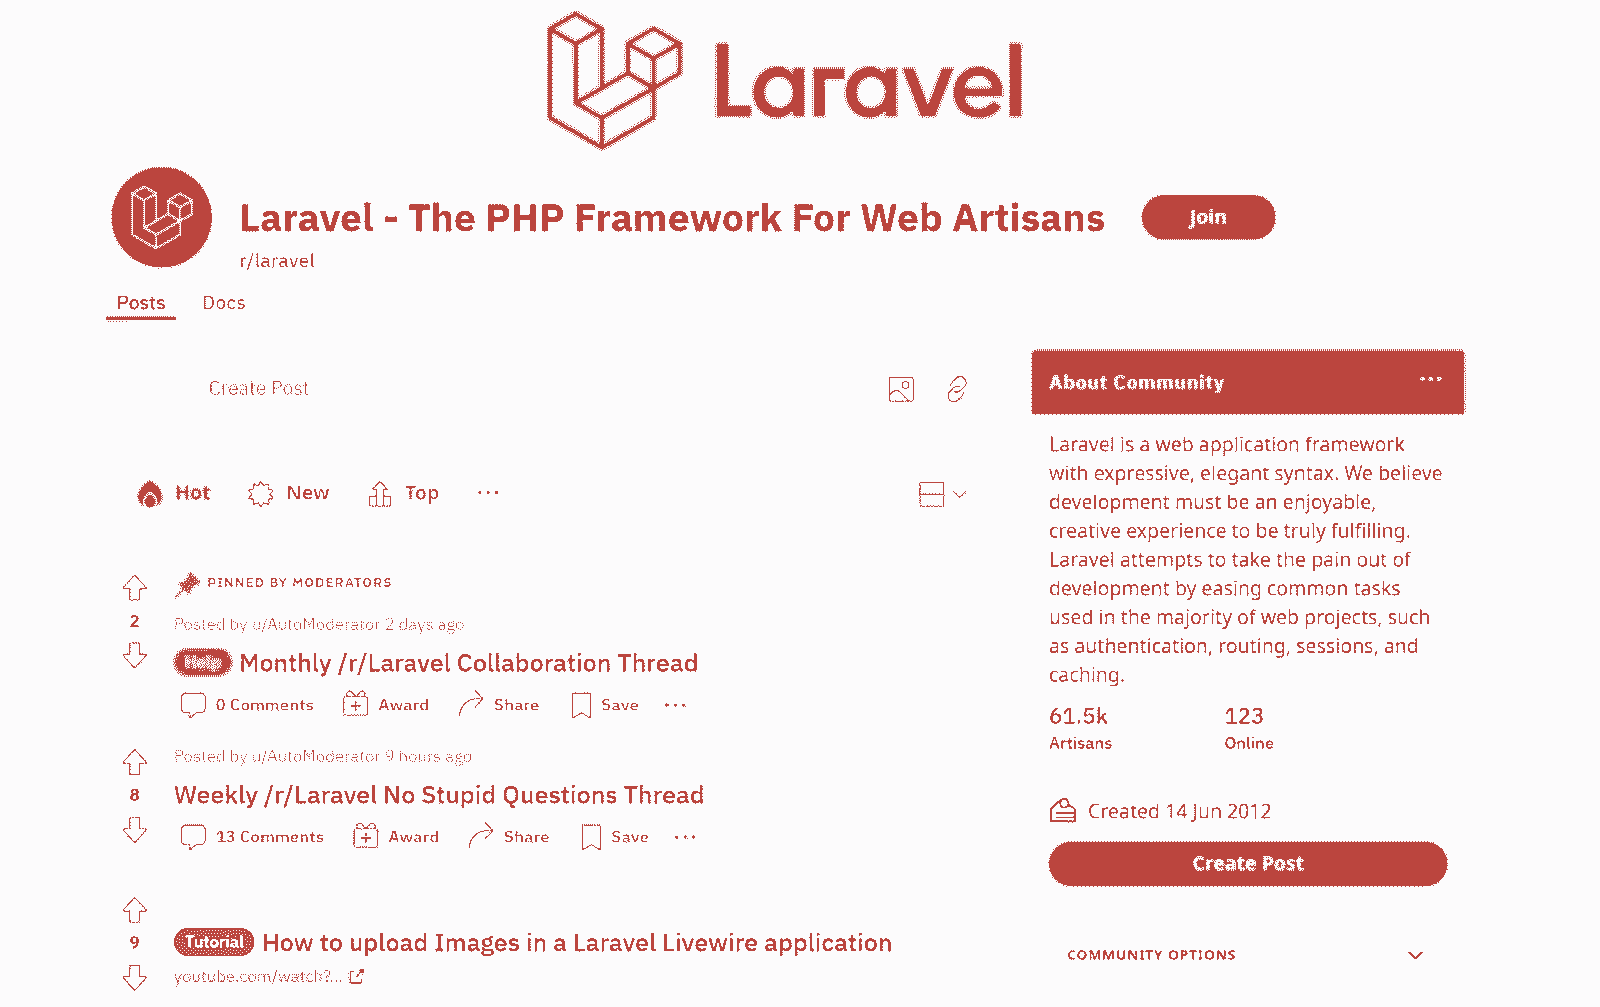 Laravel
Laravel - The PHP Framework For Web Artisans
Join
r/laravel
Posts Docs
Create Post
Hot New Top ...
PINNED BY MODERATORS
2
Posted by u/AutoModerator 2 days ago
Help Monthly /r/Laravel Collaboration Thread
0 Comments Award Share Save ...
Posted by u/AutoModerator 9 hours ago
8
Weekly /r/Laravel No Stupid Questions Thread
13 Comments Award Share Save ...
9
Tutorial How to upload Images in a Laravel Livewire application
youtube.com/watch?...
About Community ...
Laravel is a web application framework
with expressive, elegant syntax. We believe
development must be an enjoyable,
creative experience to be truly fulfilling.
Laravel attempts to take the pain out of
development by easing common tasks
used in the majority of web projects, such
as authentication, routing, sessions, and
caching.
61.5k 123
Artisans Online
Created 14 Jun 2012
Create Post
COMMUNITY OPTIONS